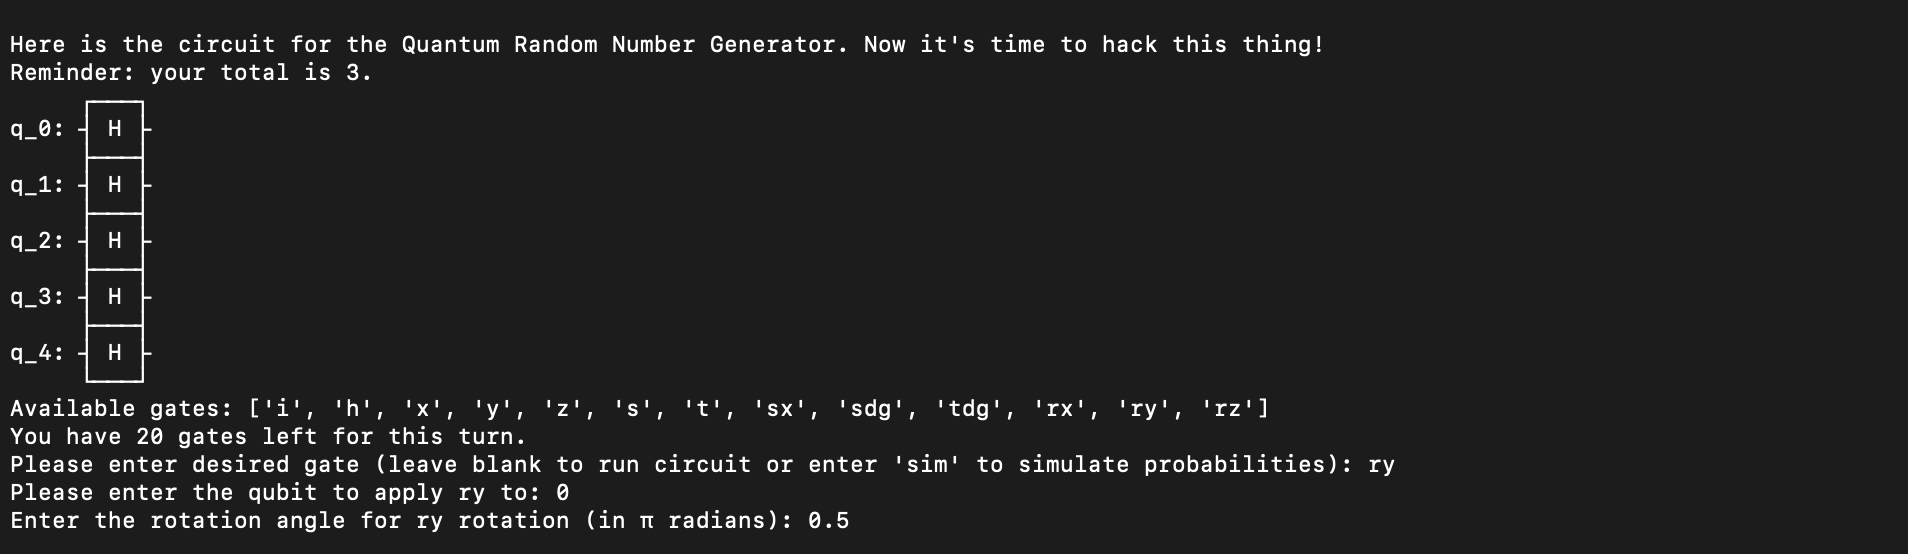 Here is the circuit for the Quantum Random Number Generator. Now it's time to hack this thing!
Reminder: your total is 3.
q_0: H
q_1: H
q_2: H
q_3: H
q_4: H
Available gates: ['i', 'h', 'x', 'y', 'z', 's', 't', 'sx', 'sdg', 'tdg', 'rx', 'ry', 'rz']
You have 20 gates left for this turn.
Please enter desired gate (leave blank to run circuit or enter 'sim' to simulate probabilities): ry
Please enter the qubit to apply ry to: 0
Enter the rotation angle for ry rotation (in π radians): 0.5